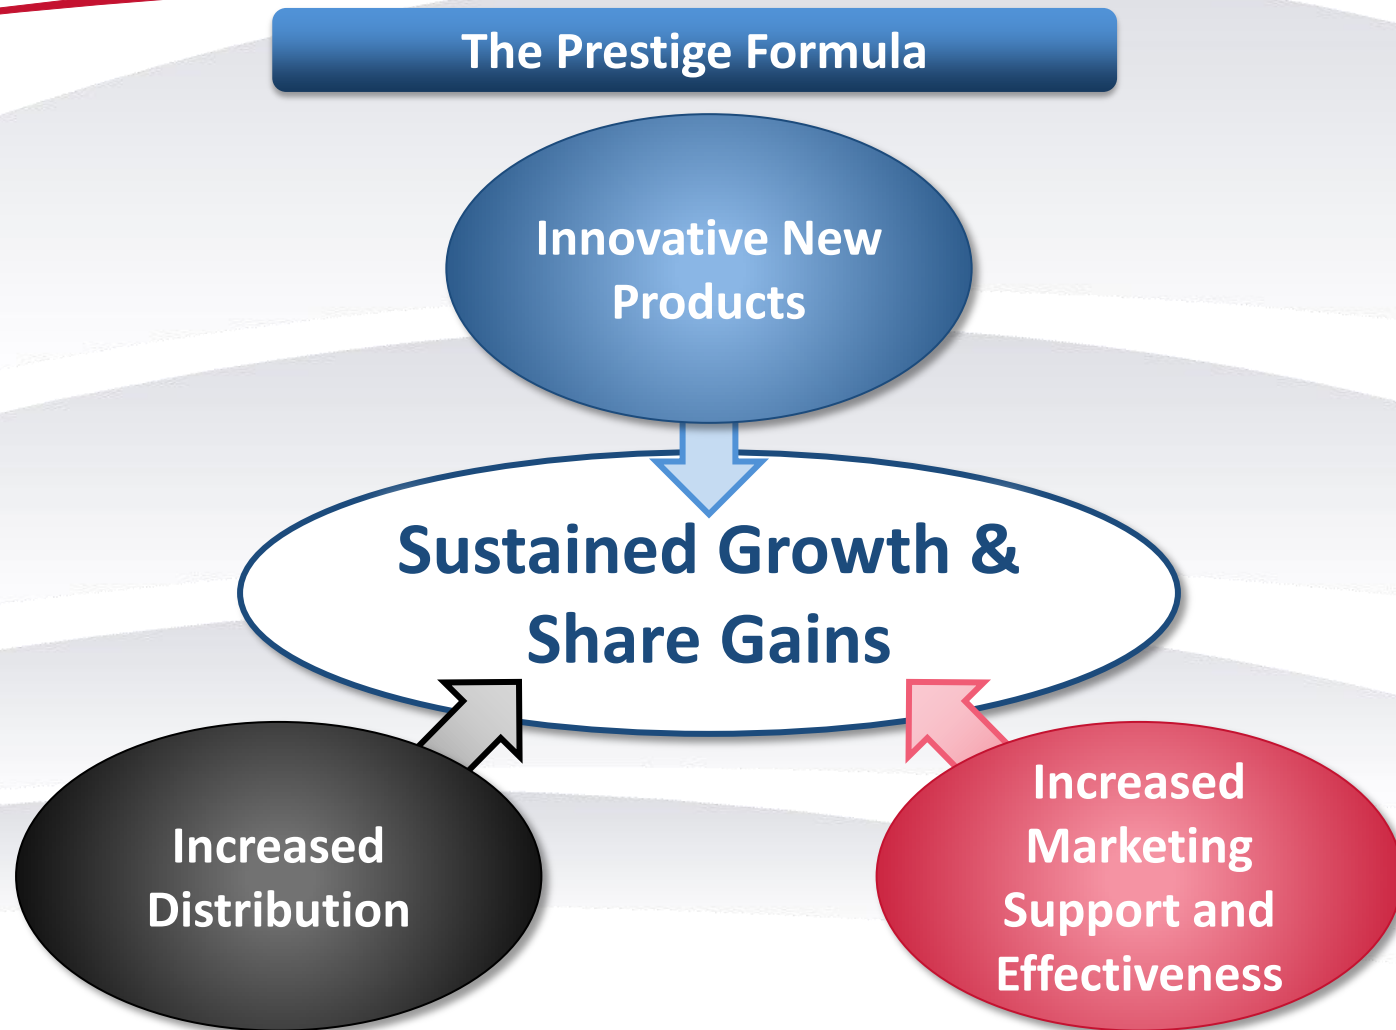 The Prestige Formula
Innovative New
Products
Sustained Growth &
Share Gains
Increased
Distribution
Increased
Marketing
Support and
Effectiveness